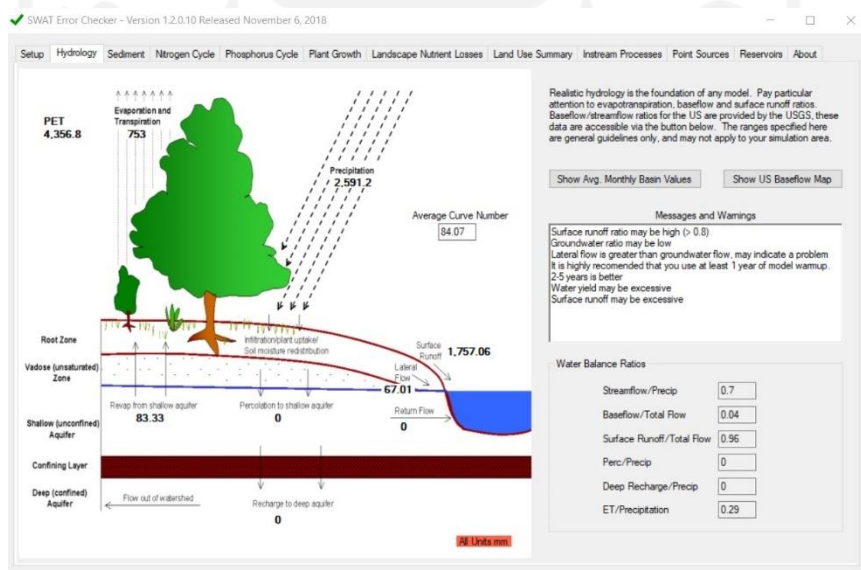 SWAT Error Checker - Version 1.2.0.10 Released November 6, 2018
Setup Hydrology Sediment Nitrogen Cycle Phosphorus Cycle Plant Growth Landscape Nutrient Losses Land Use Summary Instream Processes Point Sources Reservoirs About
PET
4,356.8
Evaporation and
Transpiration
753
Precipitation
2,591.2
Average Curve Number
84.07
Root Zone
Infiltration/plant uptake/
Soil moisture redistribution
Surface
Runoff 1,757.06
Vadose (unsaturated)
Zone
Lateral
Flow
67.01
Revap from shallow aquifer
83.33
Percolation to shallow aquifer
0
Return Flow
0
Shallow (unconfined)
Aquifer
Confining Layer
Deep (confined)
Aquifer
Flow out of watershed
Recharge to deep aquifer
0
All Units mm
Realistic hydrology is the foundation of any model. Pay particular
attention to evapotranspiration, baseflow and surface runoff ratios.
Baseflow/streamflow ratios for the US are provided by the USGS, these
data are accessible via the button below. The ranges specified here
are general guidelines only, and may not apply to your simulation area.
Show Avg. Monthly Basin Values
Show US Baseflow Map
Messages and Warnings
Surface runoff ratio may be high (> 0.8)
Groundwater ratio may be low
Lateral flow is greater than groundwater flow, may indicate a problem
It is highly recomended that you use at least 1 year of model warmup.
2-5 years is better
Water yield may be excessive
Surface runoff may be excessive
Water Balance Ratios
Streamflow/Precip 0.7
Baseflow/Total Flow 0.04
Surface Runoff/Total Flow 0.96
Perc/Precip 0
Deep Recharge/Precip 0
ET/Precipitation 0.29